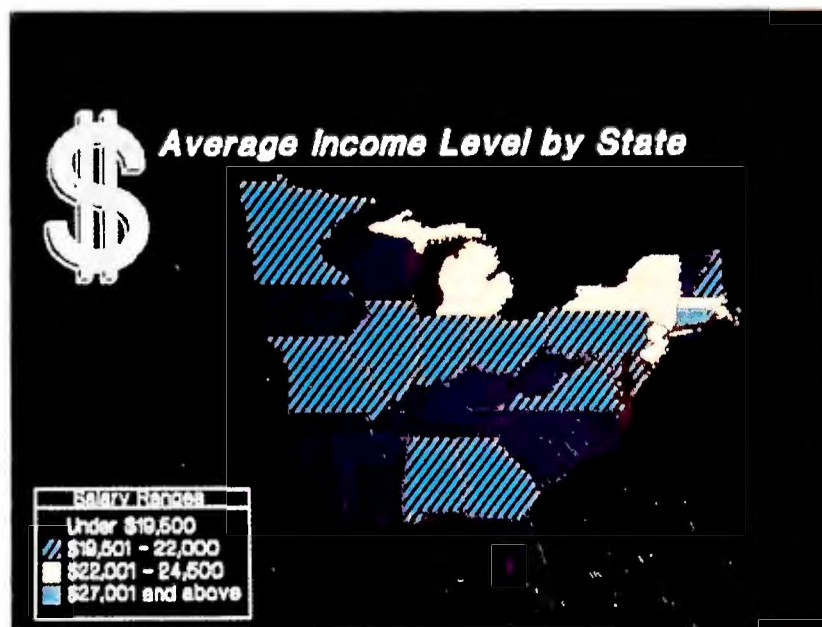 $
Average Income Level by State
Salary Ranges
Under $19,500
$19,501 - 22,000
$22,001 - 24,500
$27,001 and above